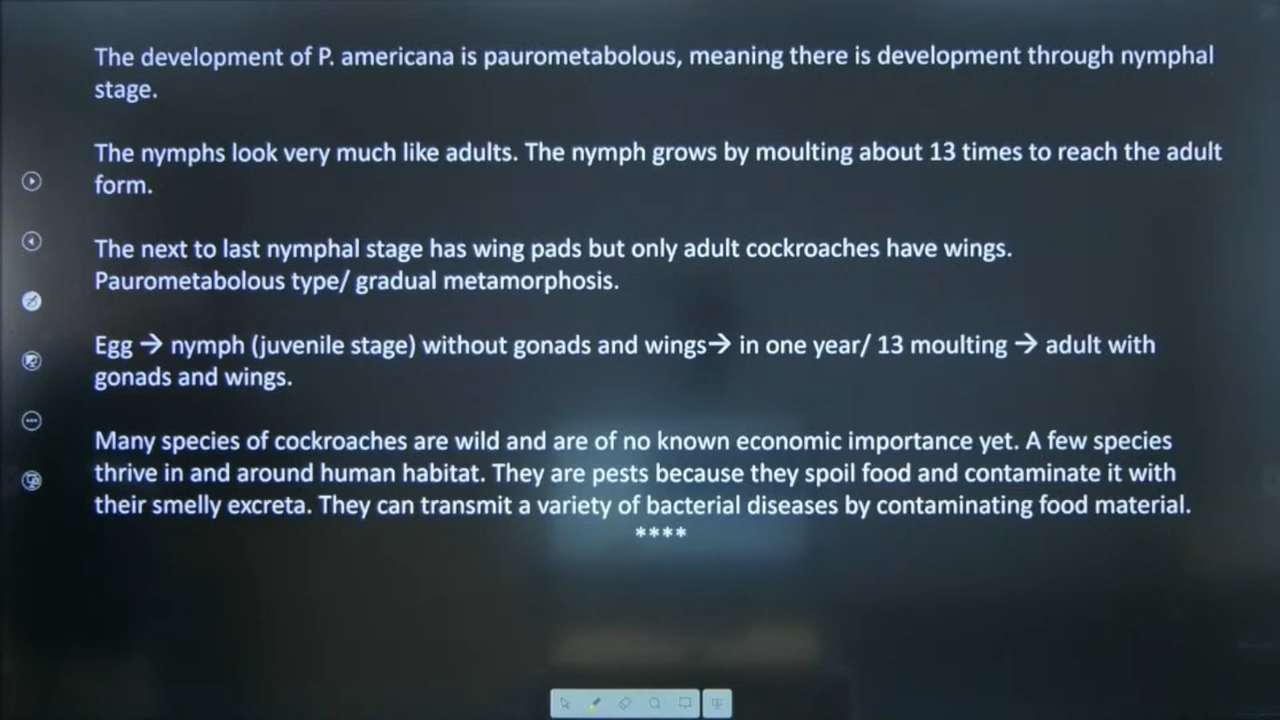 The development of P. americana is paurometabolous, meaning there is development through nymphal
stage.
The nymphs look very much like adults. The nymph grows by moulting about 13 times to reach the adult
form.
The next to last nymphal stage has wing pads but only adult cockroaches have wings.
Paurometabolous type/ gradual metamorphosis.
Egg → nymph (juvenile stage) without gonads and wings→ in one year/ 13 moulting → adult with
gonads and wings.
Many species of cockroaches are wild and are of no known economic importance yet. A few species
thrive in and around human habitat. They are pests because they spoil food and contaminate it with
their smelly excreta. They can transmit a variety of bacterial diseases by contaminating food material.
****